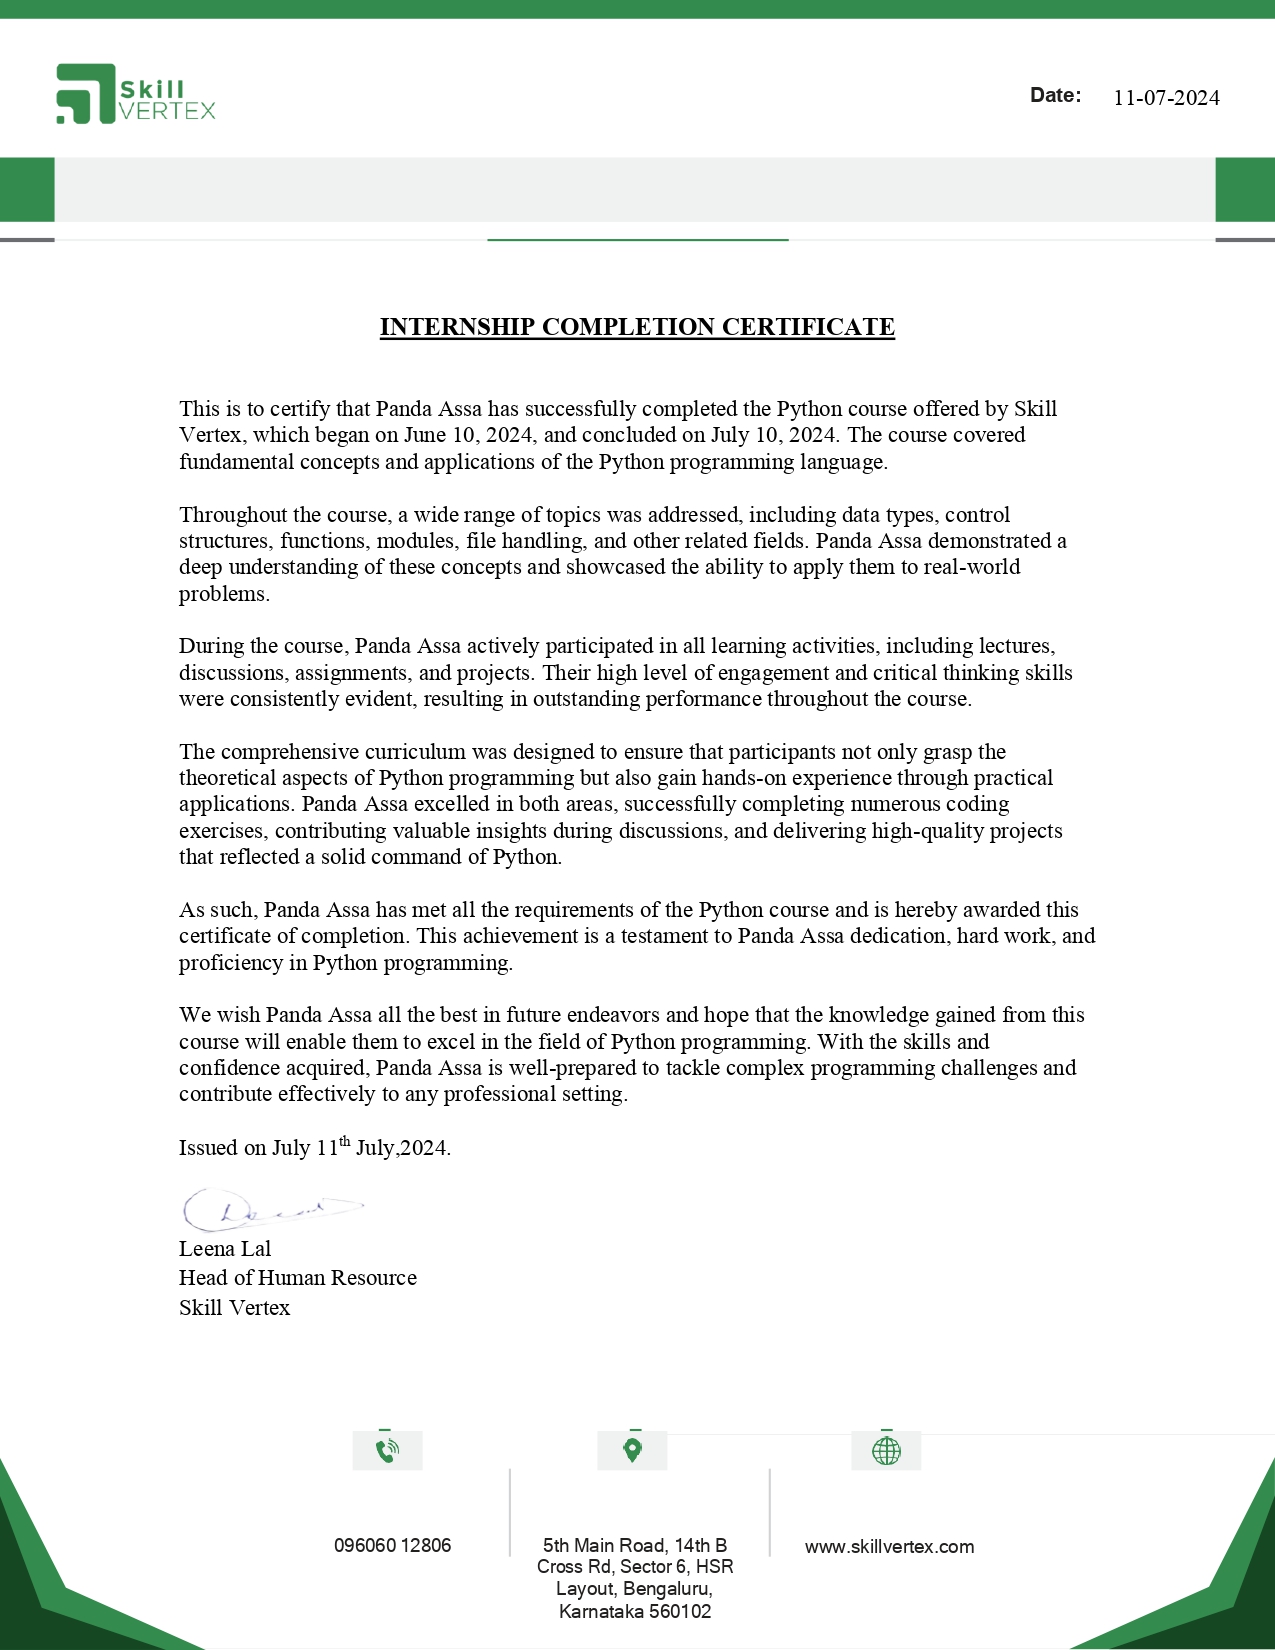 Skill
VERTEX
Date: 11-07-2024
INTERNSHIP COMPLETION CERTIFICATE
This is to certify that Panda Assa has successfully completed the Python course offered by Skill
Vertex, which began on June 10, 2024, and concluded on July 10, 2024. The course covered
fundamental concepts and applications of the Python programming language.
Throughout the course, a wide range of topics was addressed, including data types, control
structures, functions, modules, file handling, and other related fields. Panda Assa demonstrated a
deep understanding of these concepts and showcased the ability to apply them to real-world
problems.
During the course, Panda Assa actively participated in all learning activities, including lectures,
discussions, assignments, and projects. Their high level of engagement and critical thinking skills
were consistently evident, resulting in outstanding performance throughout the course.
The comprehensive curriculum was designed to ensure that participants not only grasp the
theoretical aspects of Python programming but also gain hands-on experience through practical
applications. Panda Assa excelled in both areas, successfully completing numerous coding
exercises, contributing valuable insights during discussions, and delivering high-quality projects
that reflected a solid command of Python.
As such, Panda Assa has met all the requirements of the Python course and is hereby awarded this
certificate of completion. This achievement is a testament to Panda Assa dedication, hard work, and
proficiency in Python programming.
We wish Panda Assa all the best in future endeavors and hope that the knowledge gained from this
course will enable them to excel in the field of Python programming. With the skills and
confidence acquired, Panda Assa is well-prepared to tackle complex programming challenges and
contribute effectively to any professional setting.
Issued on July 11th July,2024.
Leena Lal
Head of Human Resource
Skill Vertex
096060 12806
5th Main Road, 14th B
Cross Rd, Sector 6, HSR
Layout, Bengaluru,
Karnataka 560102
www.skillvertex.com